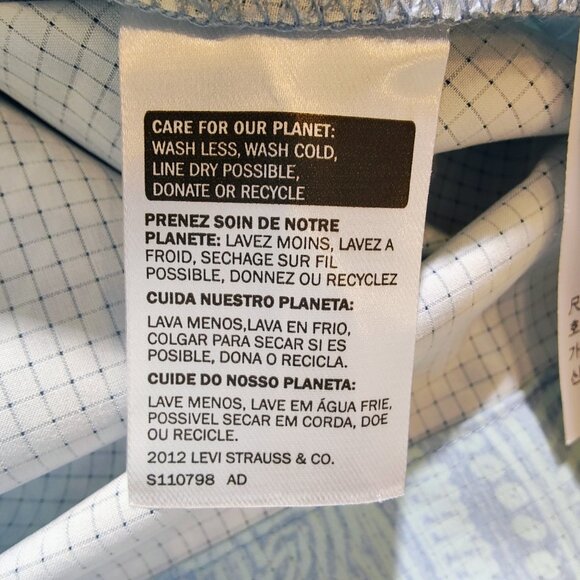 CARE FOR OUR PLANET:
WASH LESS, WASH COLD,
LINE DRY POSSIBLE,
DONATE OR RECYCLE
PRENEZ SOIN DE NOTRE
PLANETE: LAVEZ MOINS, LAVEZ A
FROID, SECHAGE SUR FIL
POSSIBLE, DONNEZ OU RECYCLEZ
CUIDA NUESTRO PLANETA:
LAVA MENOS,LAVA EN FRIO,
COLGAR PARA SECAR SI ES
POSIBLE, DONA O RECICLA.
CUIDE DO NOSSO PLANETA:
LAVE MENOS, LAVE EM ÁGUA FRIE,
POSSIVEL SECAR EM CORDA, DOE
OU RECICLE.
2012 LEVI STRAUSS & CO.
S110798 AD